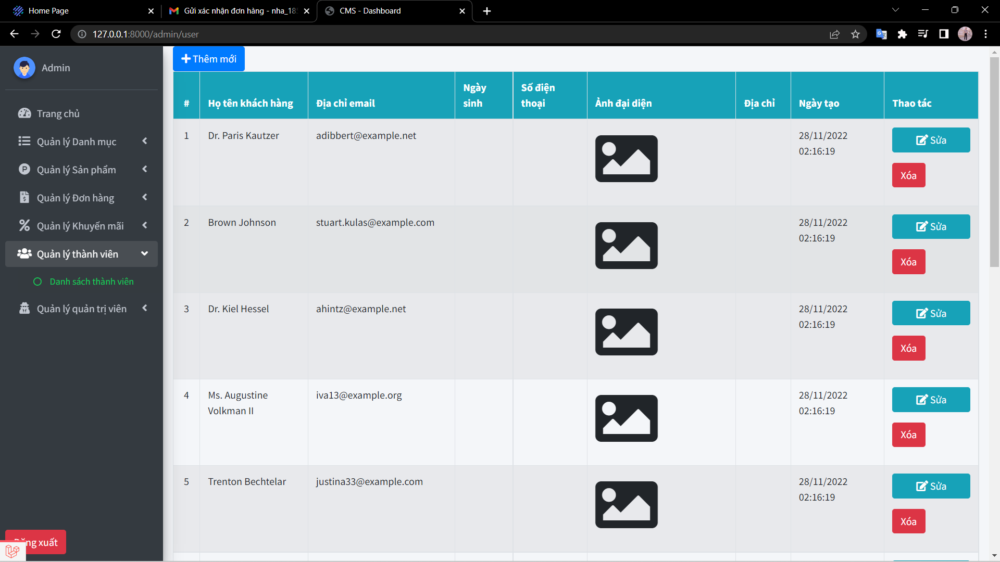 Home Page
Gửi xác nhận đơn hàng - nha_185
CMS - Dashboard
127.0.0.1:8000/admin/user
Admin
Trang chủ
Quản lý Danh mục
Quản lý Sản phẩm
Quản lý Đơn hàng
Quản lý Khuyến mãi
Quản lý thành viên
Danh sách thành viên
Quản lý quản trị viên
Thêm mới
# Họ tên khách hàng Địa chỉ email Ngày sinh Số điện thoại Ảnh đại diện Địa chỉ Ngày tạo Thao tác
1 Dr. Paris Kautzer adibbert@example.net 28/11/2022 02:16:19 Sửa
Xóa
2 Brown Johnson stuart.kulas@example.com 28/11/2022 02:16:19 Sửa
Xóa
3 Dr. Kiel Hessel ahintz@example.net 28/11/2022 02:16:19 Sửa
Xóa
4 Ms. Augustine Volkman II iva13@example.org 28/11/2022 02:16:19 Sửa
Xóa
5 Trenton Bechtelar justina33@example.com 28/11/2022 02:16:19 Sửa
Xóa
xuất